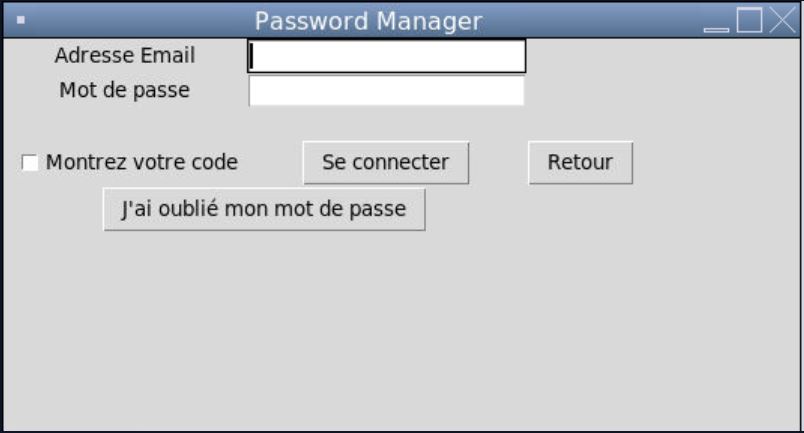 Password Manager
Adresse Email
Mot de passe
Montrez votre code Se connecter Retour
J'ai oublié mon mot de passe